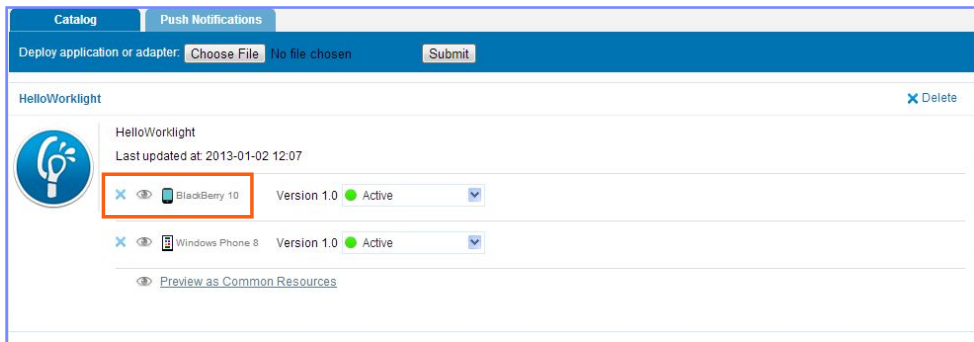 Catalog Push Notifications
Deploy application or adapter: Choose File No file chosen Submit
HelloWorklight Delete
HelloWorklight
Last updated at: 2013-01-02 12:07
BlackBerry 10 Version 1.0 Active
Windows Phone 8 Version 1.0 Active
Preview as Common Resources